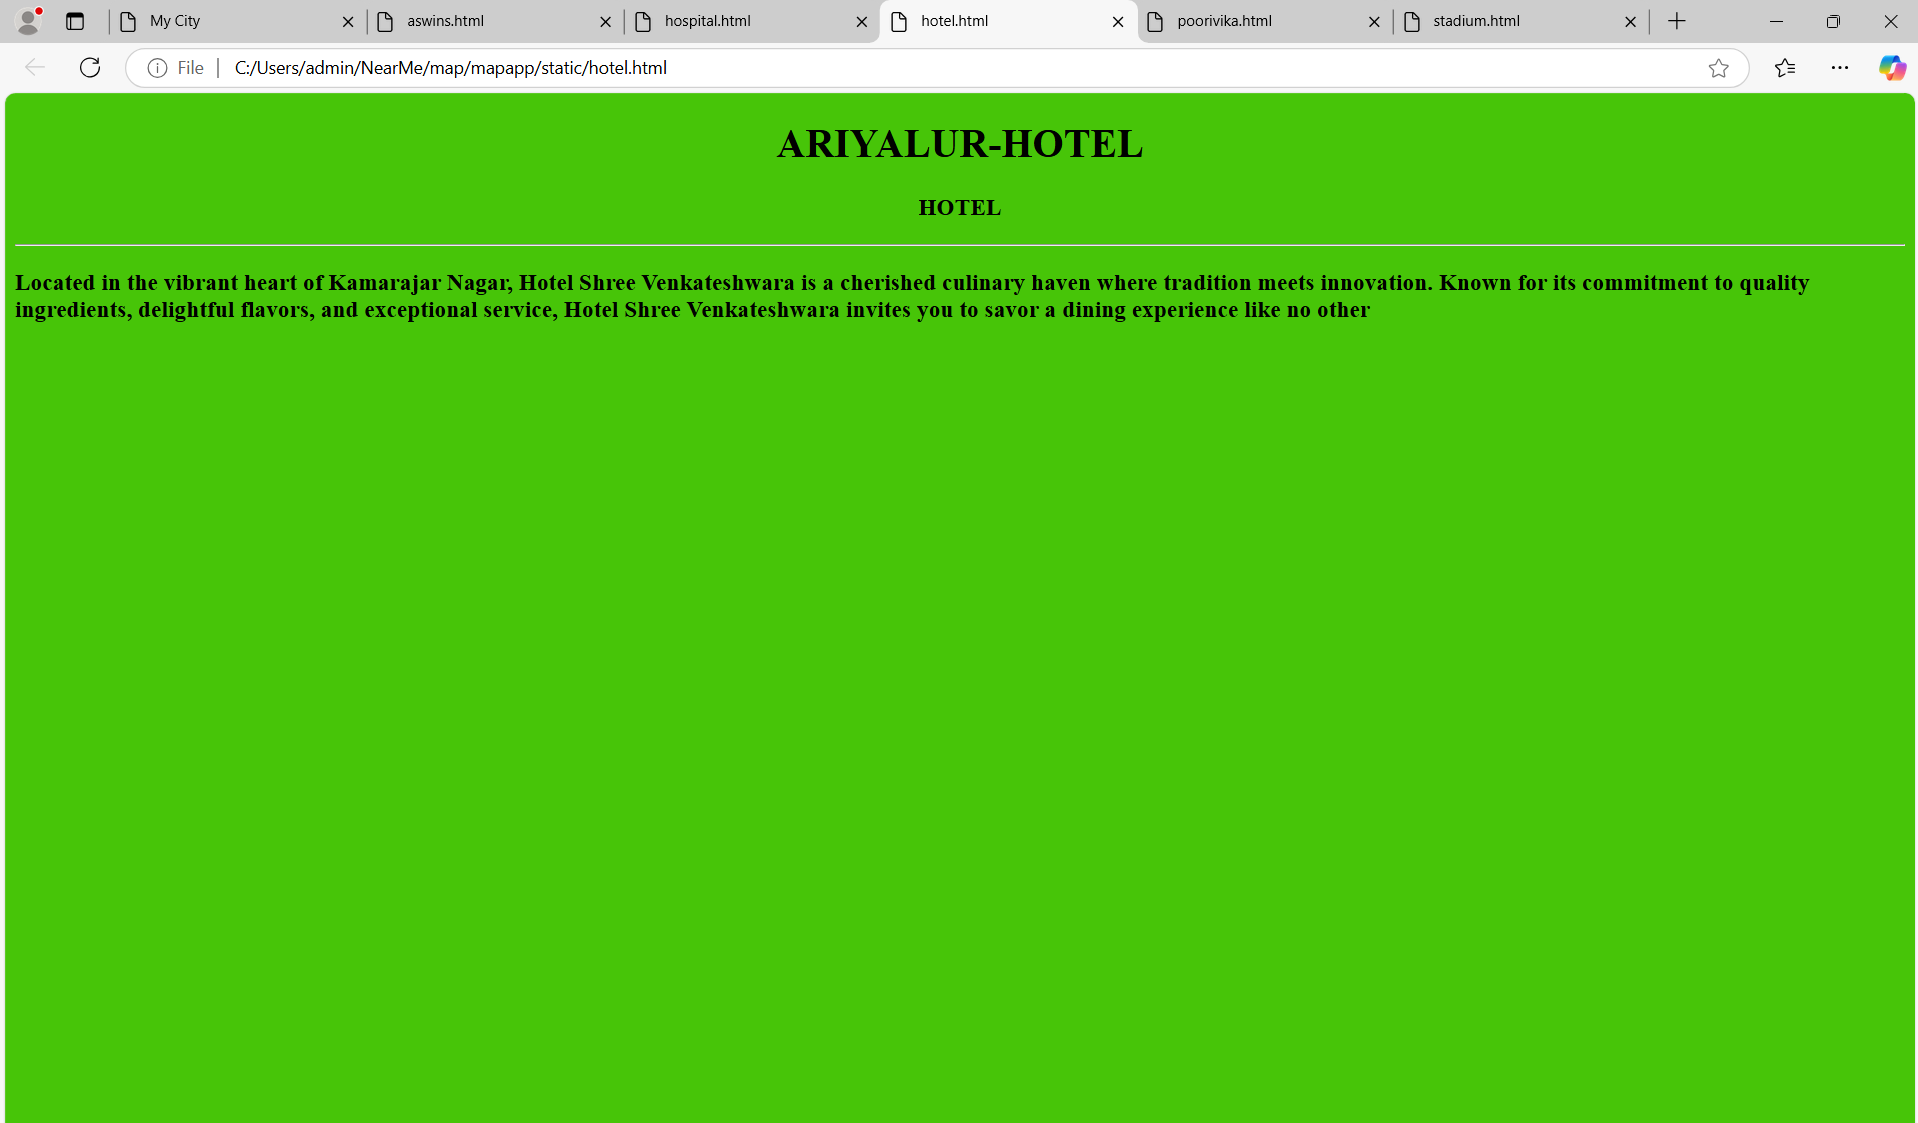 My City
aswins.html
hospital.html
hotel.html
poorivika.html
stadium.html
File
C:/Users/admin/NearMe/map/mapapp/static/hotel.html
ARIYALUR-HOTEL
HOTEL
Located in the vibrant heart of Kamarajar Nagar, Hotel Shree Venkateshwara is a cherished culinary haven where tradition meets innovation. Known for its commitment to quality
ingredients, delightful flavors, and exceptional service, Hotel Shree Venkateshwara invites you to savor a dining experience like no other